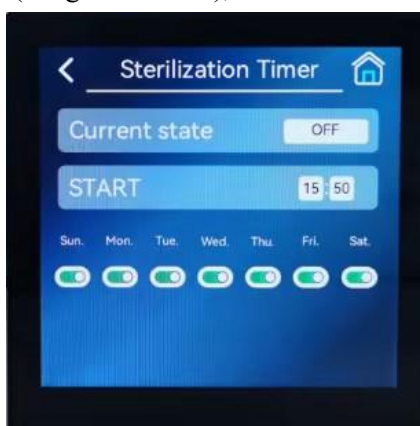 Sterilization Timer
Current state OFF
START 15:50
Sun. Mon. Tue. Wed. Thu. Fri. Sat.